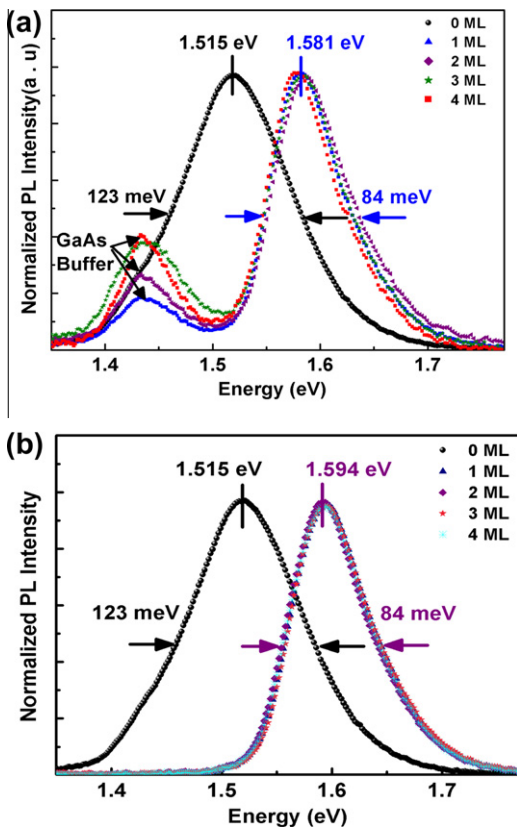 (a)
1.515 eV
1.581 eV
0 ML
1 ML
2 ML
3 ML
4 ML
123 meV
84 meV
GaAs
Buffer
Normalized PL Intensity(a . u)
1.4
1.5
1.6
1.7
Energy (eV)
(b)
1.515 eV
1.594 eV
0 ML
1 ML
2 ML
3 ML
4 ML
123 meV
84 meV
Normalized PL Intensity
1.4
1.5
1.6
1.7
Energy (eV)